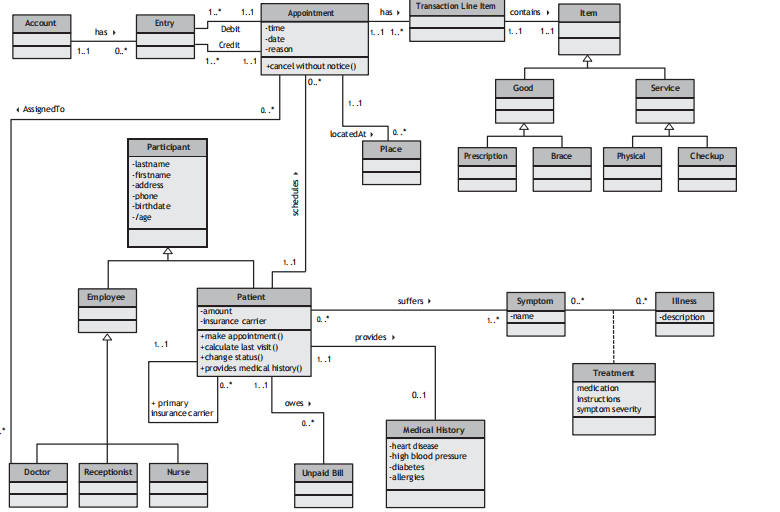 Account
has ▸
1..1
0..*
Entry
1..*
1..1
Debit
Credit
1..*
1..1
Appointment
-time
-date
-reason
+cancel without notice()
has ▸
1..1
1..*
Transaction Line Item
contains ▸
1..1
1..1
Item
Good
Service
Prescription
Brace
Physical
Checkup
◂ AssignedTo
0..*
0..*
1..1
locatedAt ▸
0..*
Place
schedules ▸
1..1
Participant
-lastname
-firstname
-address
-phone
-birthdate
-/age
Employee
Patient
-amount
-insurance carrier
+make appointment()
+calculate last visit()
+change status()
+provides medical history()
suffers ▸
0..*
1..*
Symptom
-name
0..*
0..*
Illness
-description
Treatment
medication
instructions
symptom severity
1..1
+ primary
insurance carrier
0..*
1..1
owes ▸
0..*
Unpaid Bill
provides ▸
1..1
0..1
Medical History
-heart disease
-high blood pressure
-diabetes
-allergies
.*
Doctor
Receptionist
Nurse